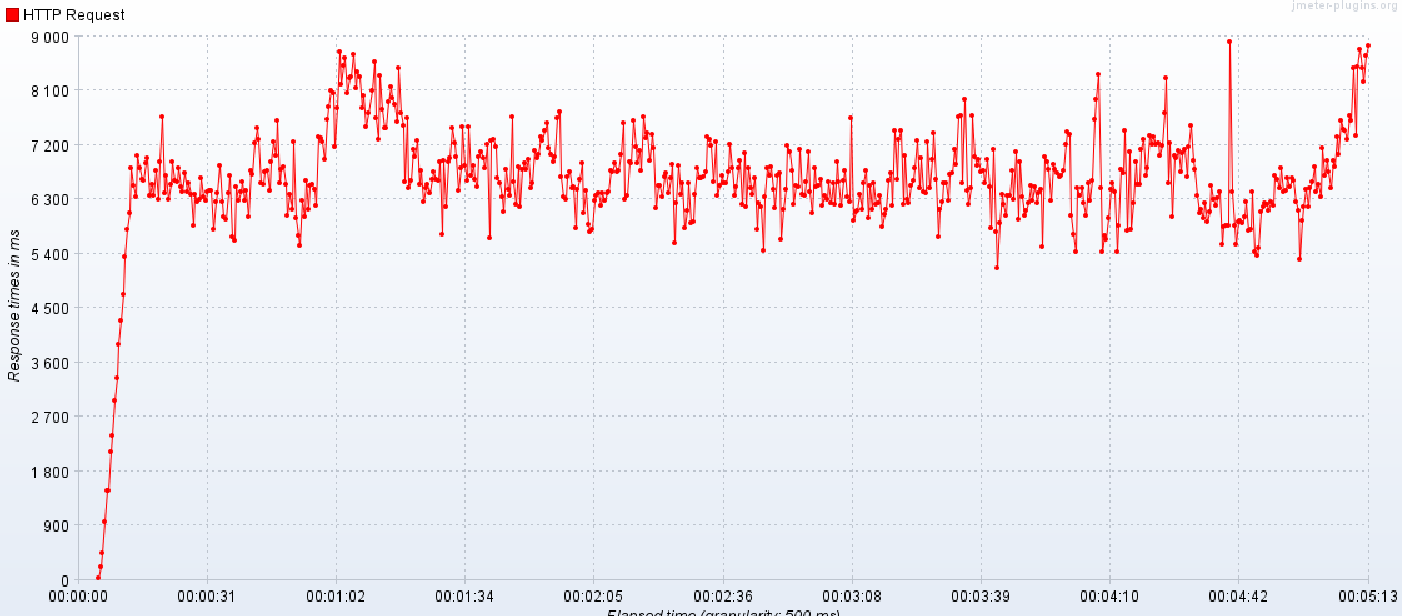 jmeter-plugins.org
HTTP Request
9 000
8 100
7 200
6 300
5 400
4 500
3 600
2 700
1 800
900
0
Response times in ms
00:00:00 00:00:31 00:01:02 00:01:34 00:02:05 00:02:36 00:03:08 00:03:39 00:04:10 00:04:42 00:05:13
Elapsed time (granularity: 500 ms)